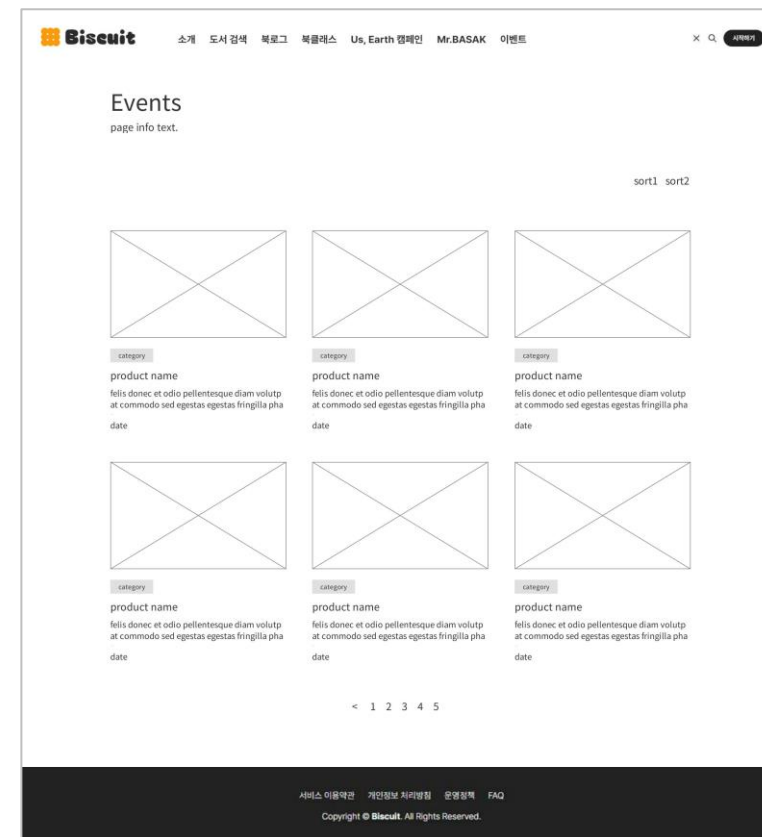 Biscuit 소개 도서 검색 북로그 북클래스 Us, Earth 캠페인 Mr.BASAK 이벤트 시작하기
Events
page info text.
sort1 sort2
category category category
product name product name product name
felis donec et odio pellentesque diam volutp felis donec et odio pellentesque diam volutp felis donec et odio pellentesque diam volutp
at commodo sed egestas egestas fringilla pha at commodo sed egestas egestas fringilla pha at commodo sed egestas egestas fringilla pha
date date date
category category category
product name product name product name
felis donec et odio pellentesque diam volutp felis donec et odio pellentesque diam volutp felis donec et odio pellentesque diam volutp
at commodo sed egestas egestas fringilla pha at commodo sed egestas egestas fringilla pha at commodo sed egestas egestas fringilla pha
date date date
< 1 2 3 4 5
서비스 이용약관 개인정보 처리방침 운영정책 FAQ
Copyright © Biscuit. All Rights Reserved.